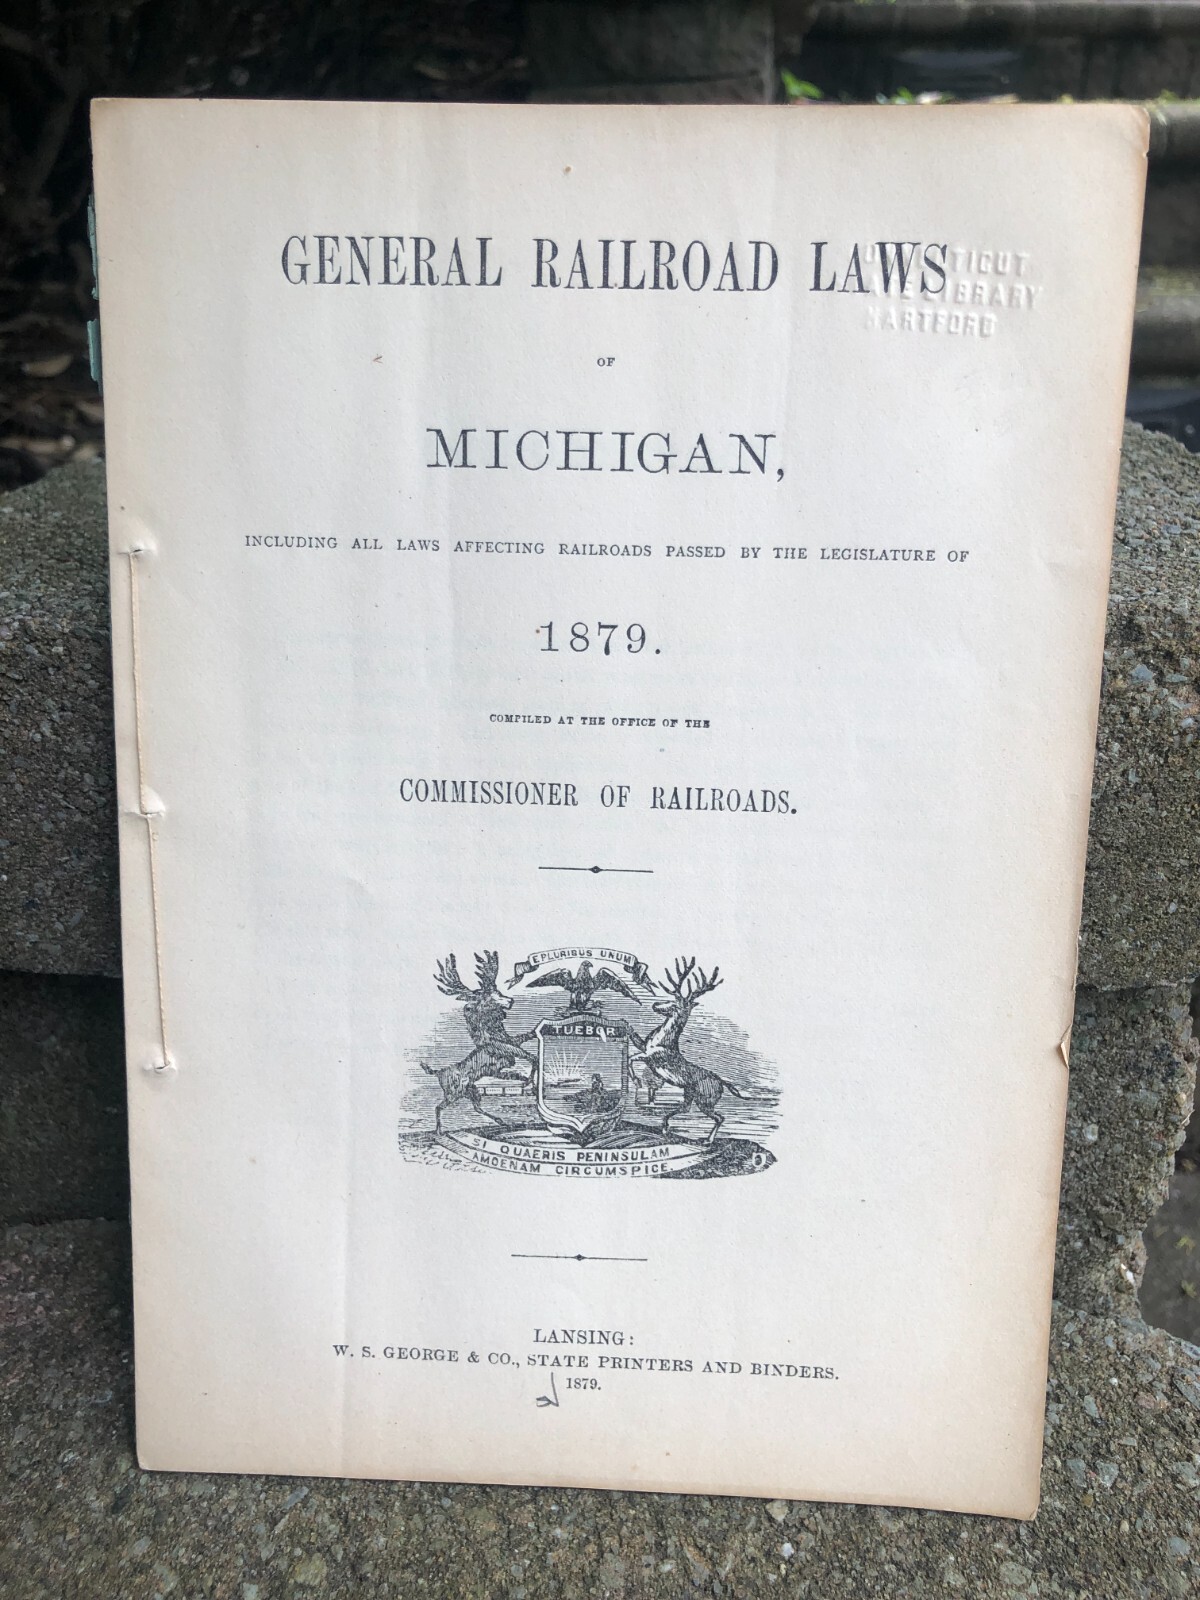 GENERAL RAILROAD LAWS
TICUT
LIBRARY
HARTFORD
OF
MICHIGAN,
INCLUDING ALL LAWS AFFECTING RAILROADS PASSED BY THE LEGISLATURE OF
1879.
COMPILED AT THE OFFICE OF THE
COMMISSIONER OF RAILROADS.
E PLURIBUS UNUM
TUEBOR
SI QUAERIS PENINSULAM
AMOENAM CIRCUMSPICE.
LANSING:
W. S. GEORGE & CO., STATE PRINTERS AND BINDERS.
1879.